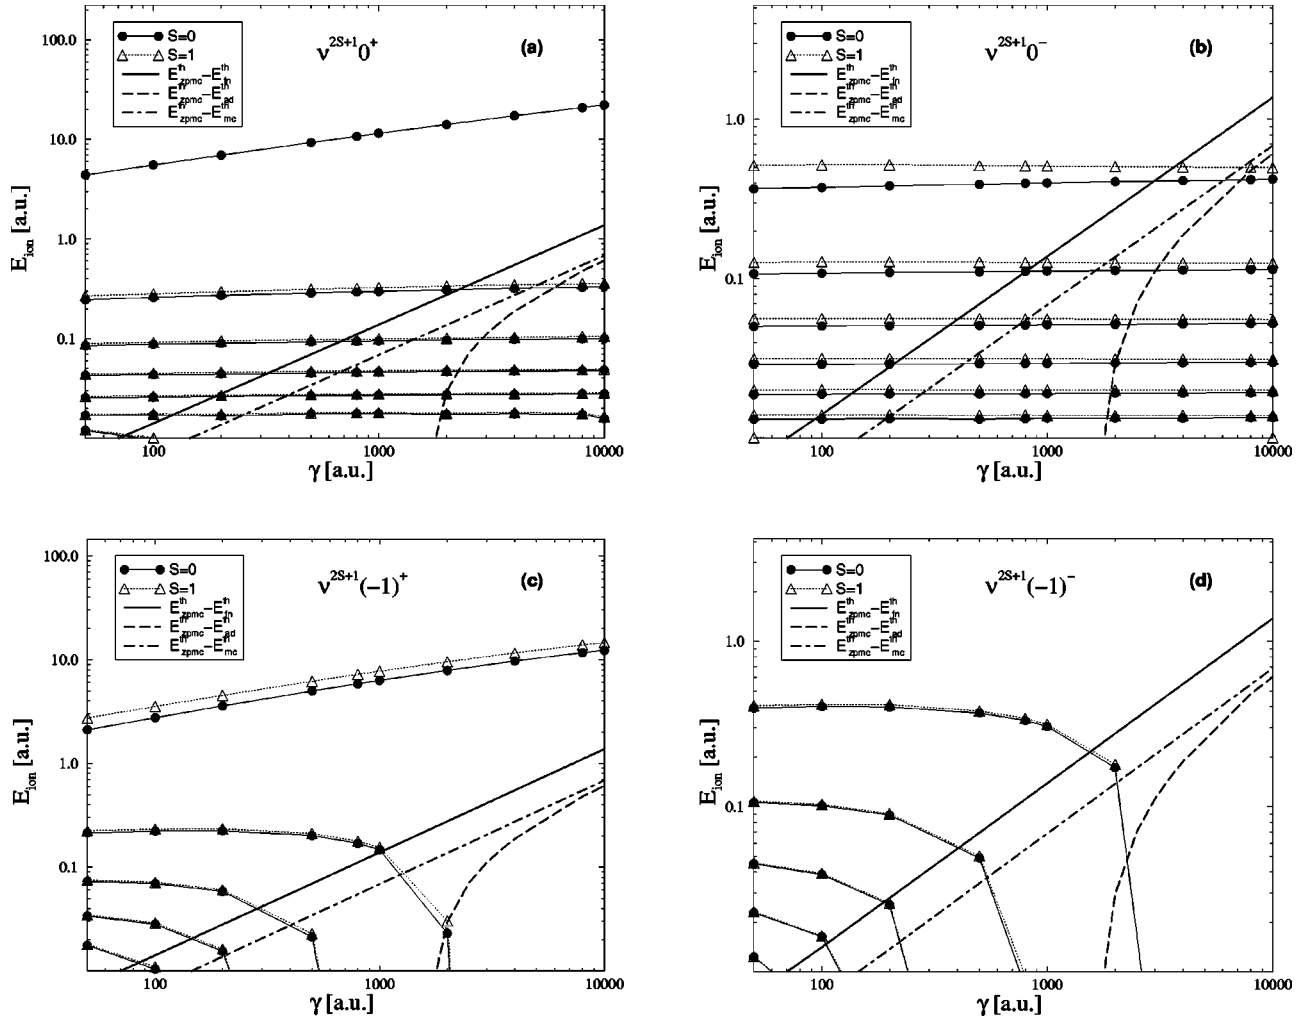 100.0
10.0
1.0
0.1
E_ion [a.u.]
S=0
S=1
E^th_zpmc−E^th_fn
E^th_zpmc−E^th_ad
E^th_zpmc−E^th_mc
ν^2S+1 0^+
(a)
100 1000 10000
γ [a.u.]
1.0
0.1
E_ion [a.u.]
S=0
S=1
E^th_zpmc−E^th_fn
E^th_zpmc−E^th_ad
E^th_zpmc−E^th_mc
ν^2S+1 0^−
(b)
100 1000 10000
γ [a.u.]
100.0
10.0
1.0
0.1
E_ion [a.u.]
S=0
S=1
E^th_zpmc−E^th_fn
E^th_zpmc−E^th_ad
E^th_zpmc−E^th_mc
ν^2S+1 (−1)^+
(c)
100 1000 10000
γ [a.u.]
1.0
0.1
E_ion [a.u.]
S=0
S=1
E^th_zpmc−E^th_fn
E^th_zpmc−E^th_ad
E^th_zpmc−E^th_mc
ν^2S+1 (−1)^−
(d)
100 1000 10000
γ [a.u.]